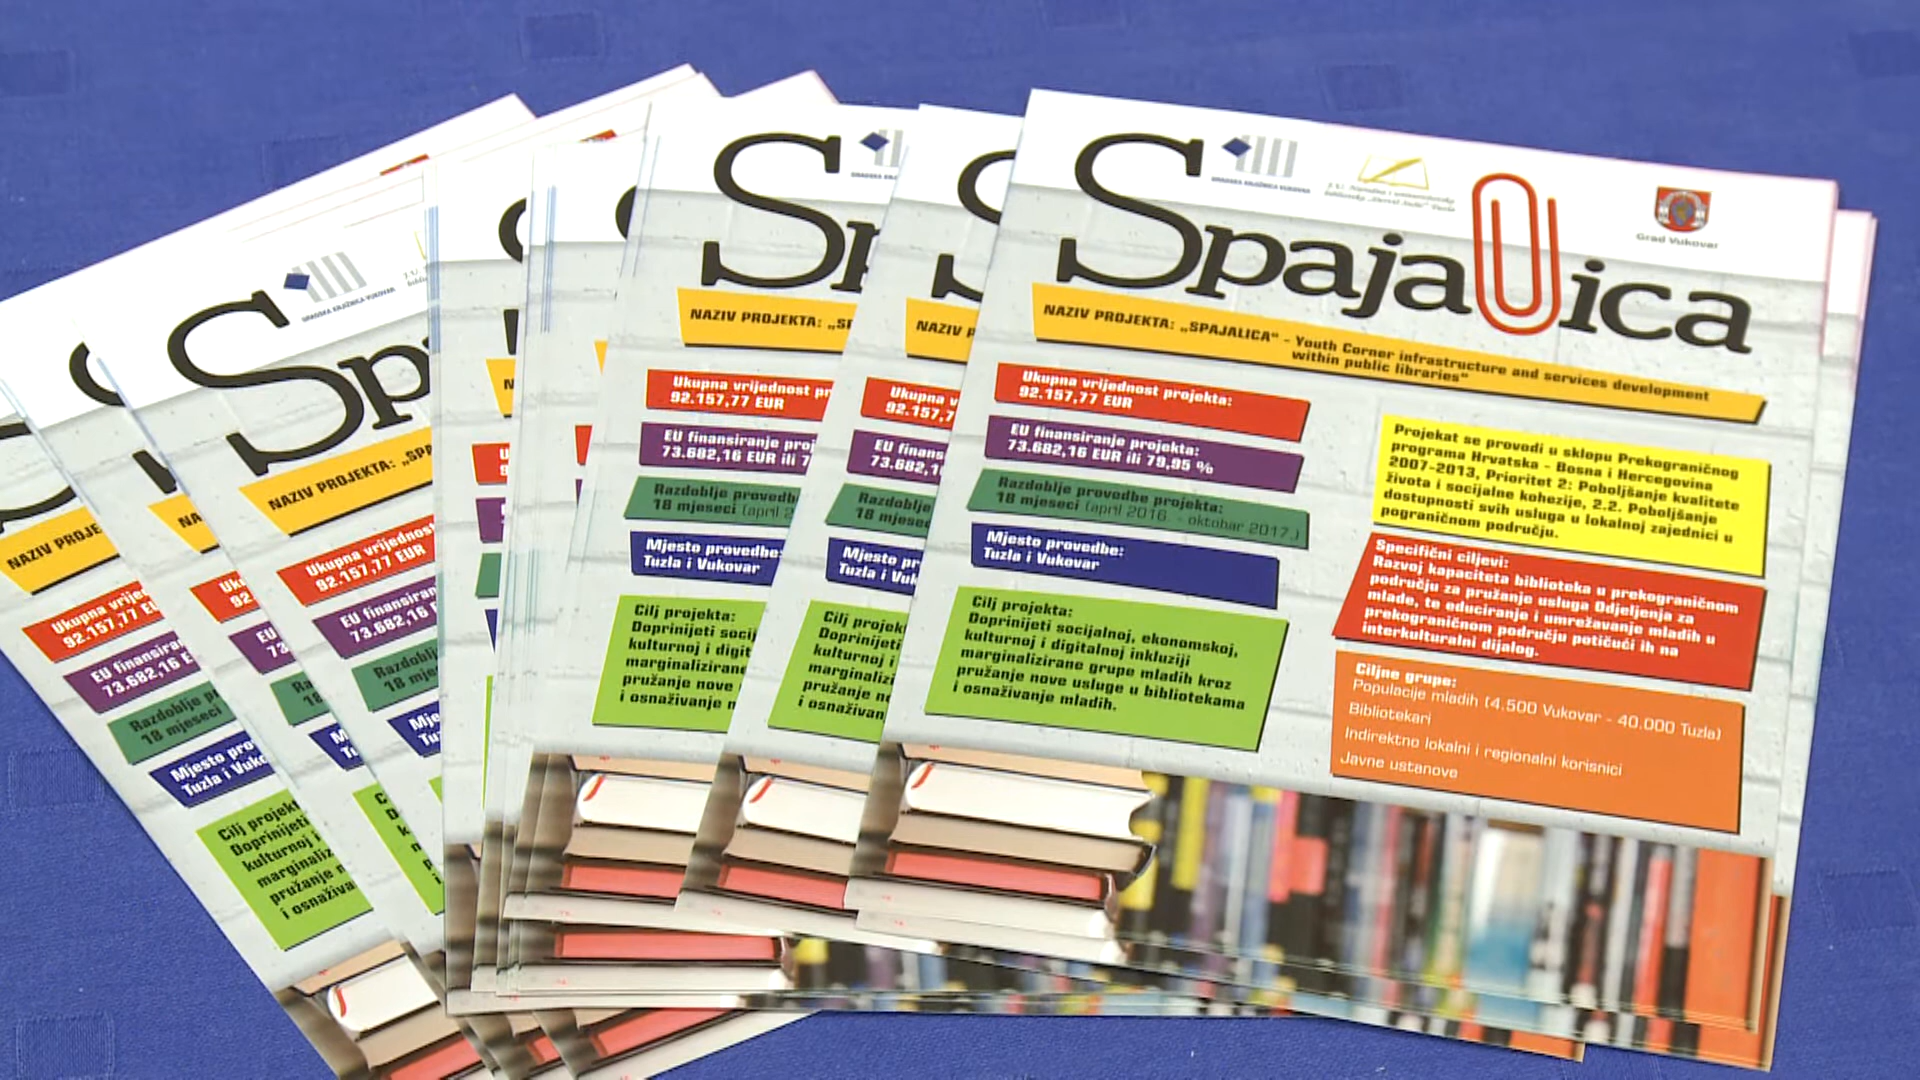 Spajalica
GRADSKA KNJIŽNICA VUKOVAR
J.U. Narodna i univerzitetska
biblioteka „Derviš Sušić“ Tuzla
Grad Vukovar
NAZIV PROJEKTA: „SPAJALICA“ - Youth Corner infrastructure and services development
within public libraries“
Ukupna vrijednost projekta:
92.157,77 EUR
EU finansiranje projekta:
73.682,16 EUR ili 79,95 %
Razdoblje provedbe projekta:
18 mjeseci (april 2016. - oktobar 2017.)
Mjesto provedbe:
Tuzla i Vukovar
Cilj projekta:
Doprinijeti socijalnoj, ekonomskoj,
kulturnoj i digitalnoj inkluziji
marginalizirane grupe mladih kroz
pružanje nove usluge u bibliotekama
i osnaživanje mladih.
Projekat se provodi u sklopu Prekograničnog
programa Hrvatska - Bosna i Hercegovina
2007-2013, Prioritet 2: Poboljšanje kvalitete
života i socijalne kohezije, 2.2. Poboljšanje
dostupnosti svih usluga u lokalnoj zajednici u
pograničnom području.
Specifični ciljevi:
Razvoj kapaciteta biblioteka u prekograničnom
području za pružanje usluga Odjeljenja za
mlade, te educiranje i umrežavanje mladih u
prekograničnom području potičući ih na
interkulturalni dijalog.
Ciljne grupe:
Populacije mladih (4.500 Vukovar - 40.000 Tuzla)
Bibliotekari
Indirektno lokalni i regionalni korisnici
Javne ustanove